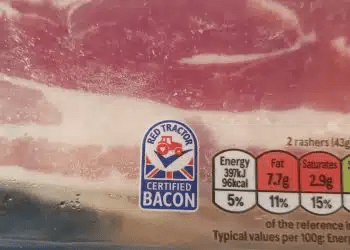 RED TRACTOR
CERTIFIED
BACON
2 rashers (43g
Energy
397kJ
96kcal
5%
Fat
7.7g
11%
Saturates
2.9g
15%
of the reference in
Typical values per 100g: Ener